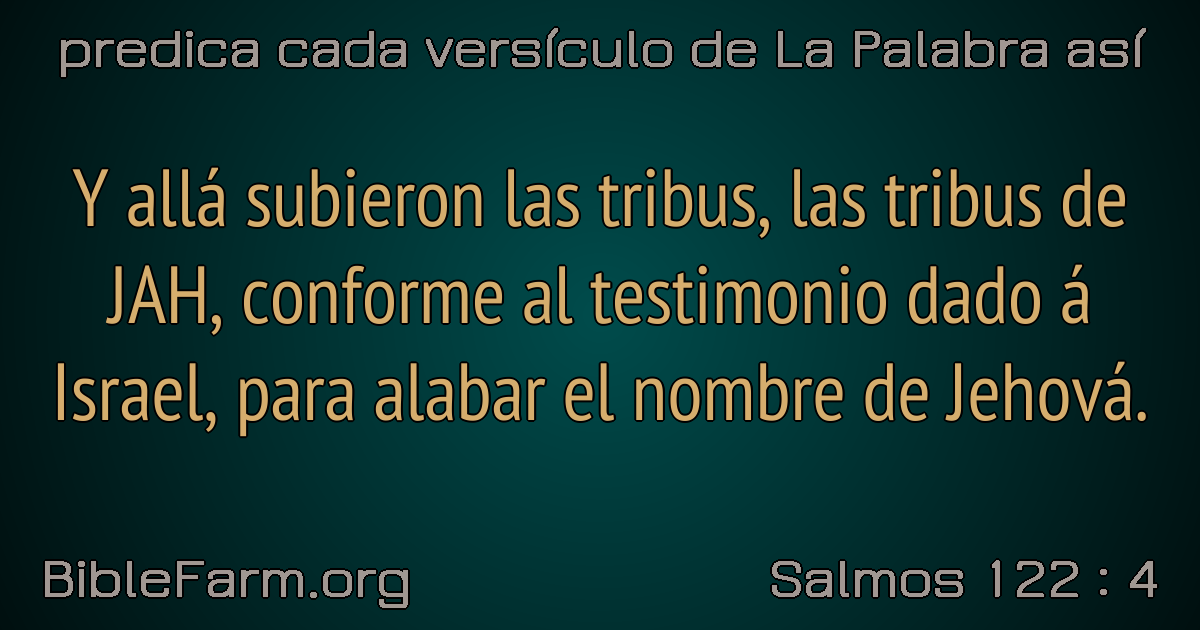 predica cada versículo de La Palabra así
Y allá subieron las tribus, las tribus de
JAH, conforme al testimonio dado á
Israel, para alabar el nombre de Jehová.
BibleFarm.org
Salmos 122 : 4